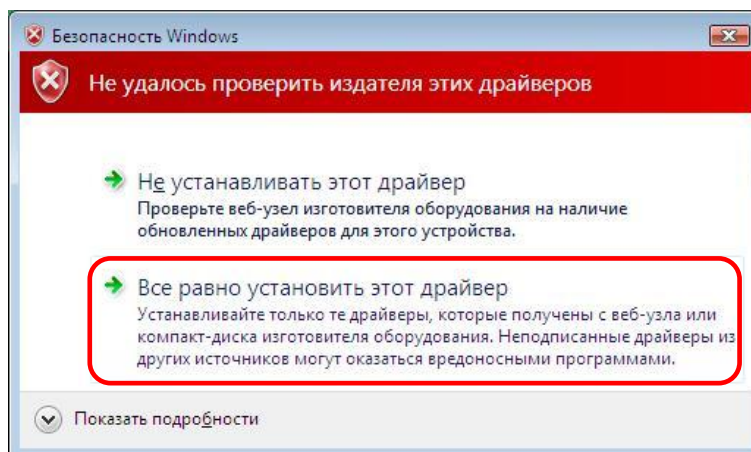 Безопасность Windows
Не удалось проверить издателя этих драйверов
Не устанавливать этот драйвер
Проверьте веб-узел изготовителя оборудования на наличие
обновленных драйверов для этого устройства.
Все равно установить этот драйвер
Устанавливайте только те драйверы, которые получены с веб-узла или
компакт-диска изготовителя оборудования. Неподписанные драйверы из
других источников могут оказаться вредоносными программами.
Показать подробности